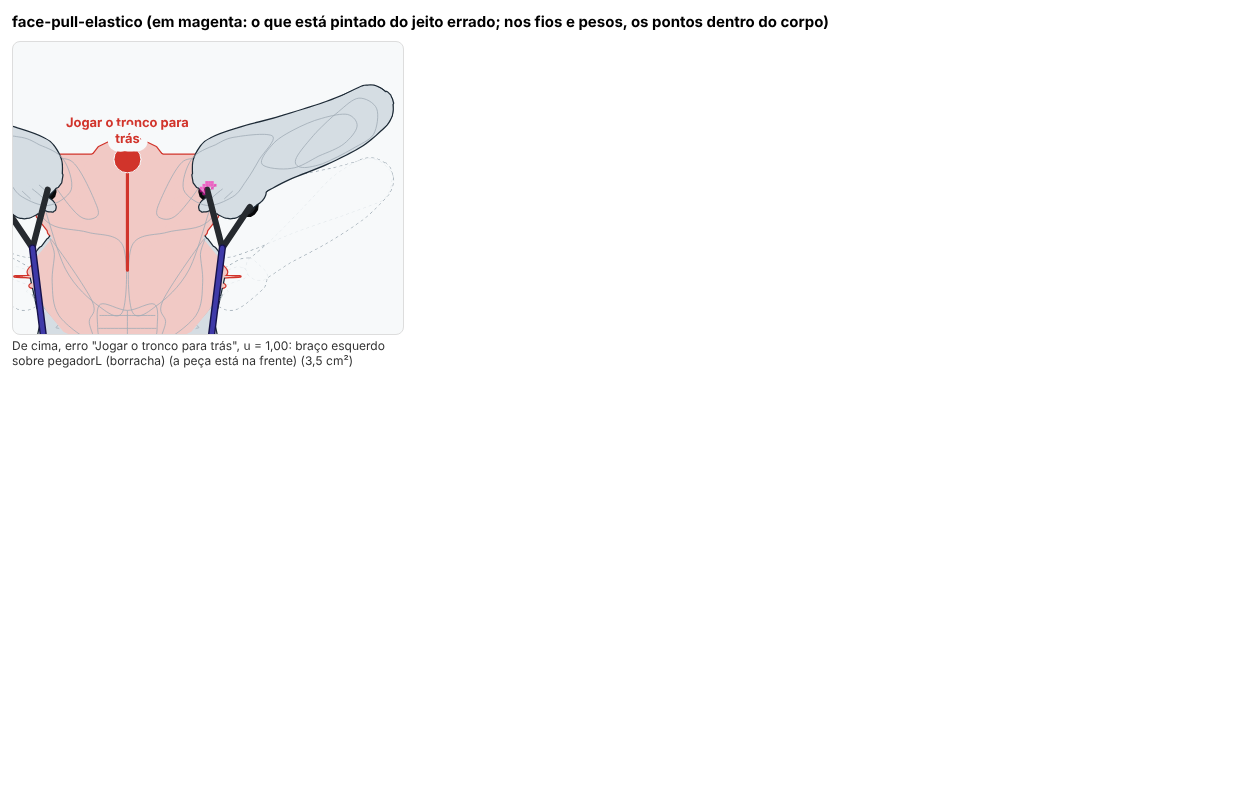 face-pull-elastico (em magenta: o que está pintado do jeito errado; nos fios e pesos, os pontos dentro do corpo)
Jogar o tronco para
trás
De cima, erro "Jogar o tronco para trás", u = 1,00: braço esquerdo
sobre pegadorL (borracha) (a peça está na frente) (3,5 cm²)